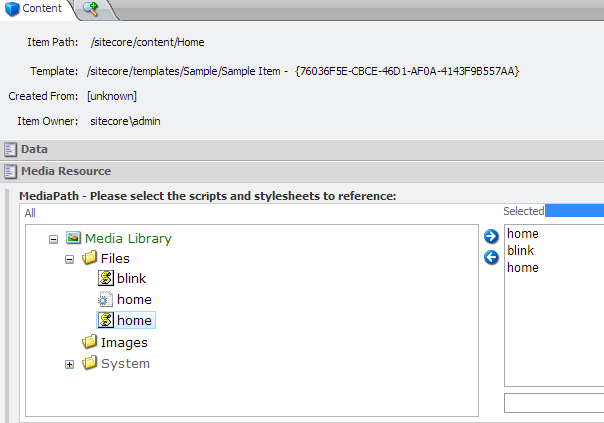 Content
Item Path: /sitecore/content/Home
Template: /sitecore/templates/Sample/Sample Item - {76036F5E-CBCE-46D1-AF0A-4143F9B557AA}
Created From: [unknown]
Item Owner: sitecore\admin
Data
Media Resource
MediaPath - Please select the scripts and stylesheets to reference:
All
Selected
Media Library
Files
blink
home
home
Images
System
home
blink
home